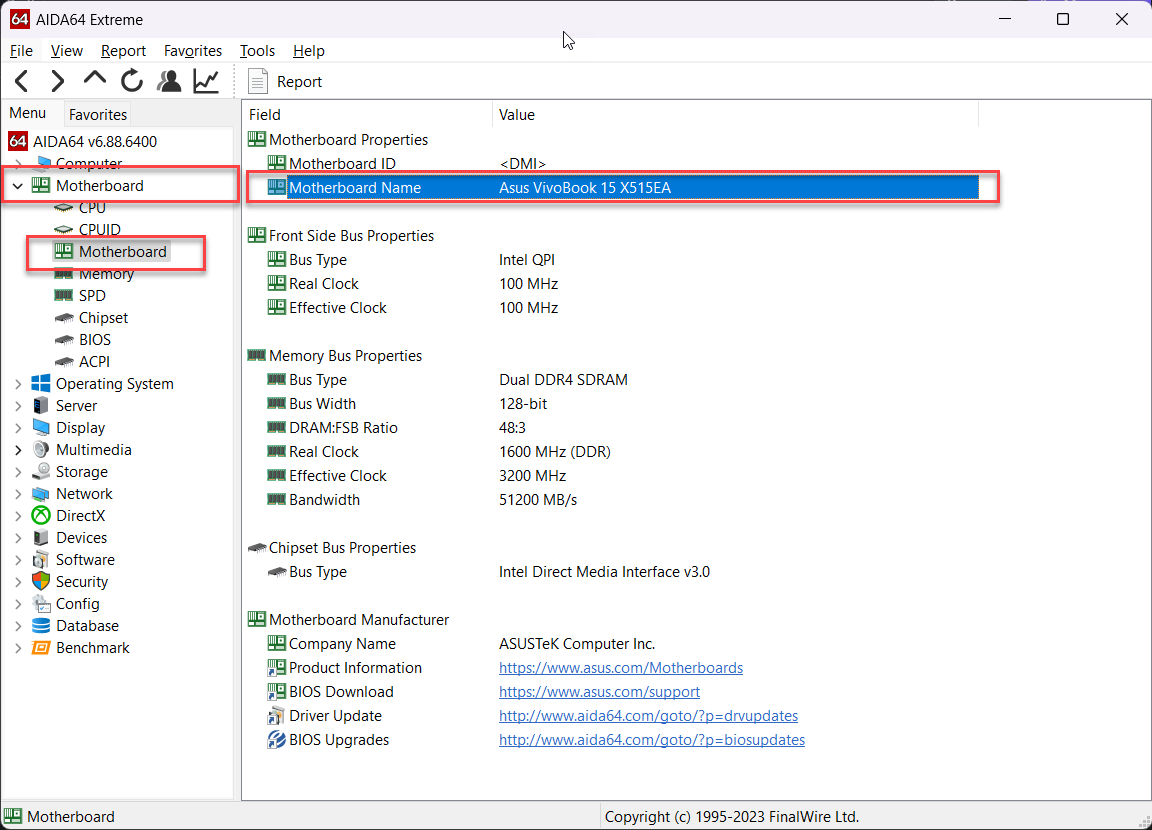 64 AIDA64 Extreme
File View Report Favorites Tools Help
Report
Menu Favorites
64 AIDA64 v6.88.6400
Computer
Motherboard
CPU
CPUID
Motherboard
Memory
SPD
Chipset
BIOS
ACPI
Operating System
Server
Display
Multimedia
Storage
Network
DirectX
Devices
Software
Security
Config
Database
Benchmark
Field Value
Motherboard Properties
Motherboard ID <DMI>
Motherboard Name Asus VivoBook 15 X515EA
Front Side Bus Properties
Bus Type Intel QPI
Real Clock 100 MHz
Effective Clock 100 MHz
Memory Bus Properties
Bus Type Dual DDR4 SDRAM
Bus Width 128-bit
DRAM:FSB Ratio 48:3
Real Clock 1600 MHz (DDR)
Effective Clock 3200 MHz
Bandwidth 51200 MB/s
Chipset Bus Properties
Bus Type Intel Direct Media Interface v3.0
Motherboard Manufacturer
Company Name ASUSTeK Computer Inc.
Product Information https://www.asus.com/Motherboards
BIOS Download https://www.asus.com/support
Driver Update http://www.aida64.com/goto/?p=drvupdates
BIOS Upgrades http://www.aida64.com/goto/?p=biosupdates
Motherboard Copyright (c) 1995-2023 FinalWire Ltd.